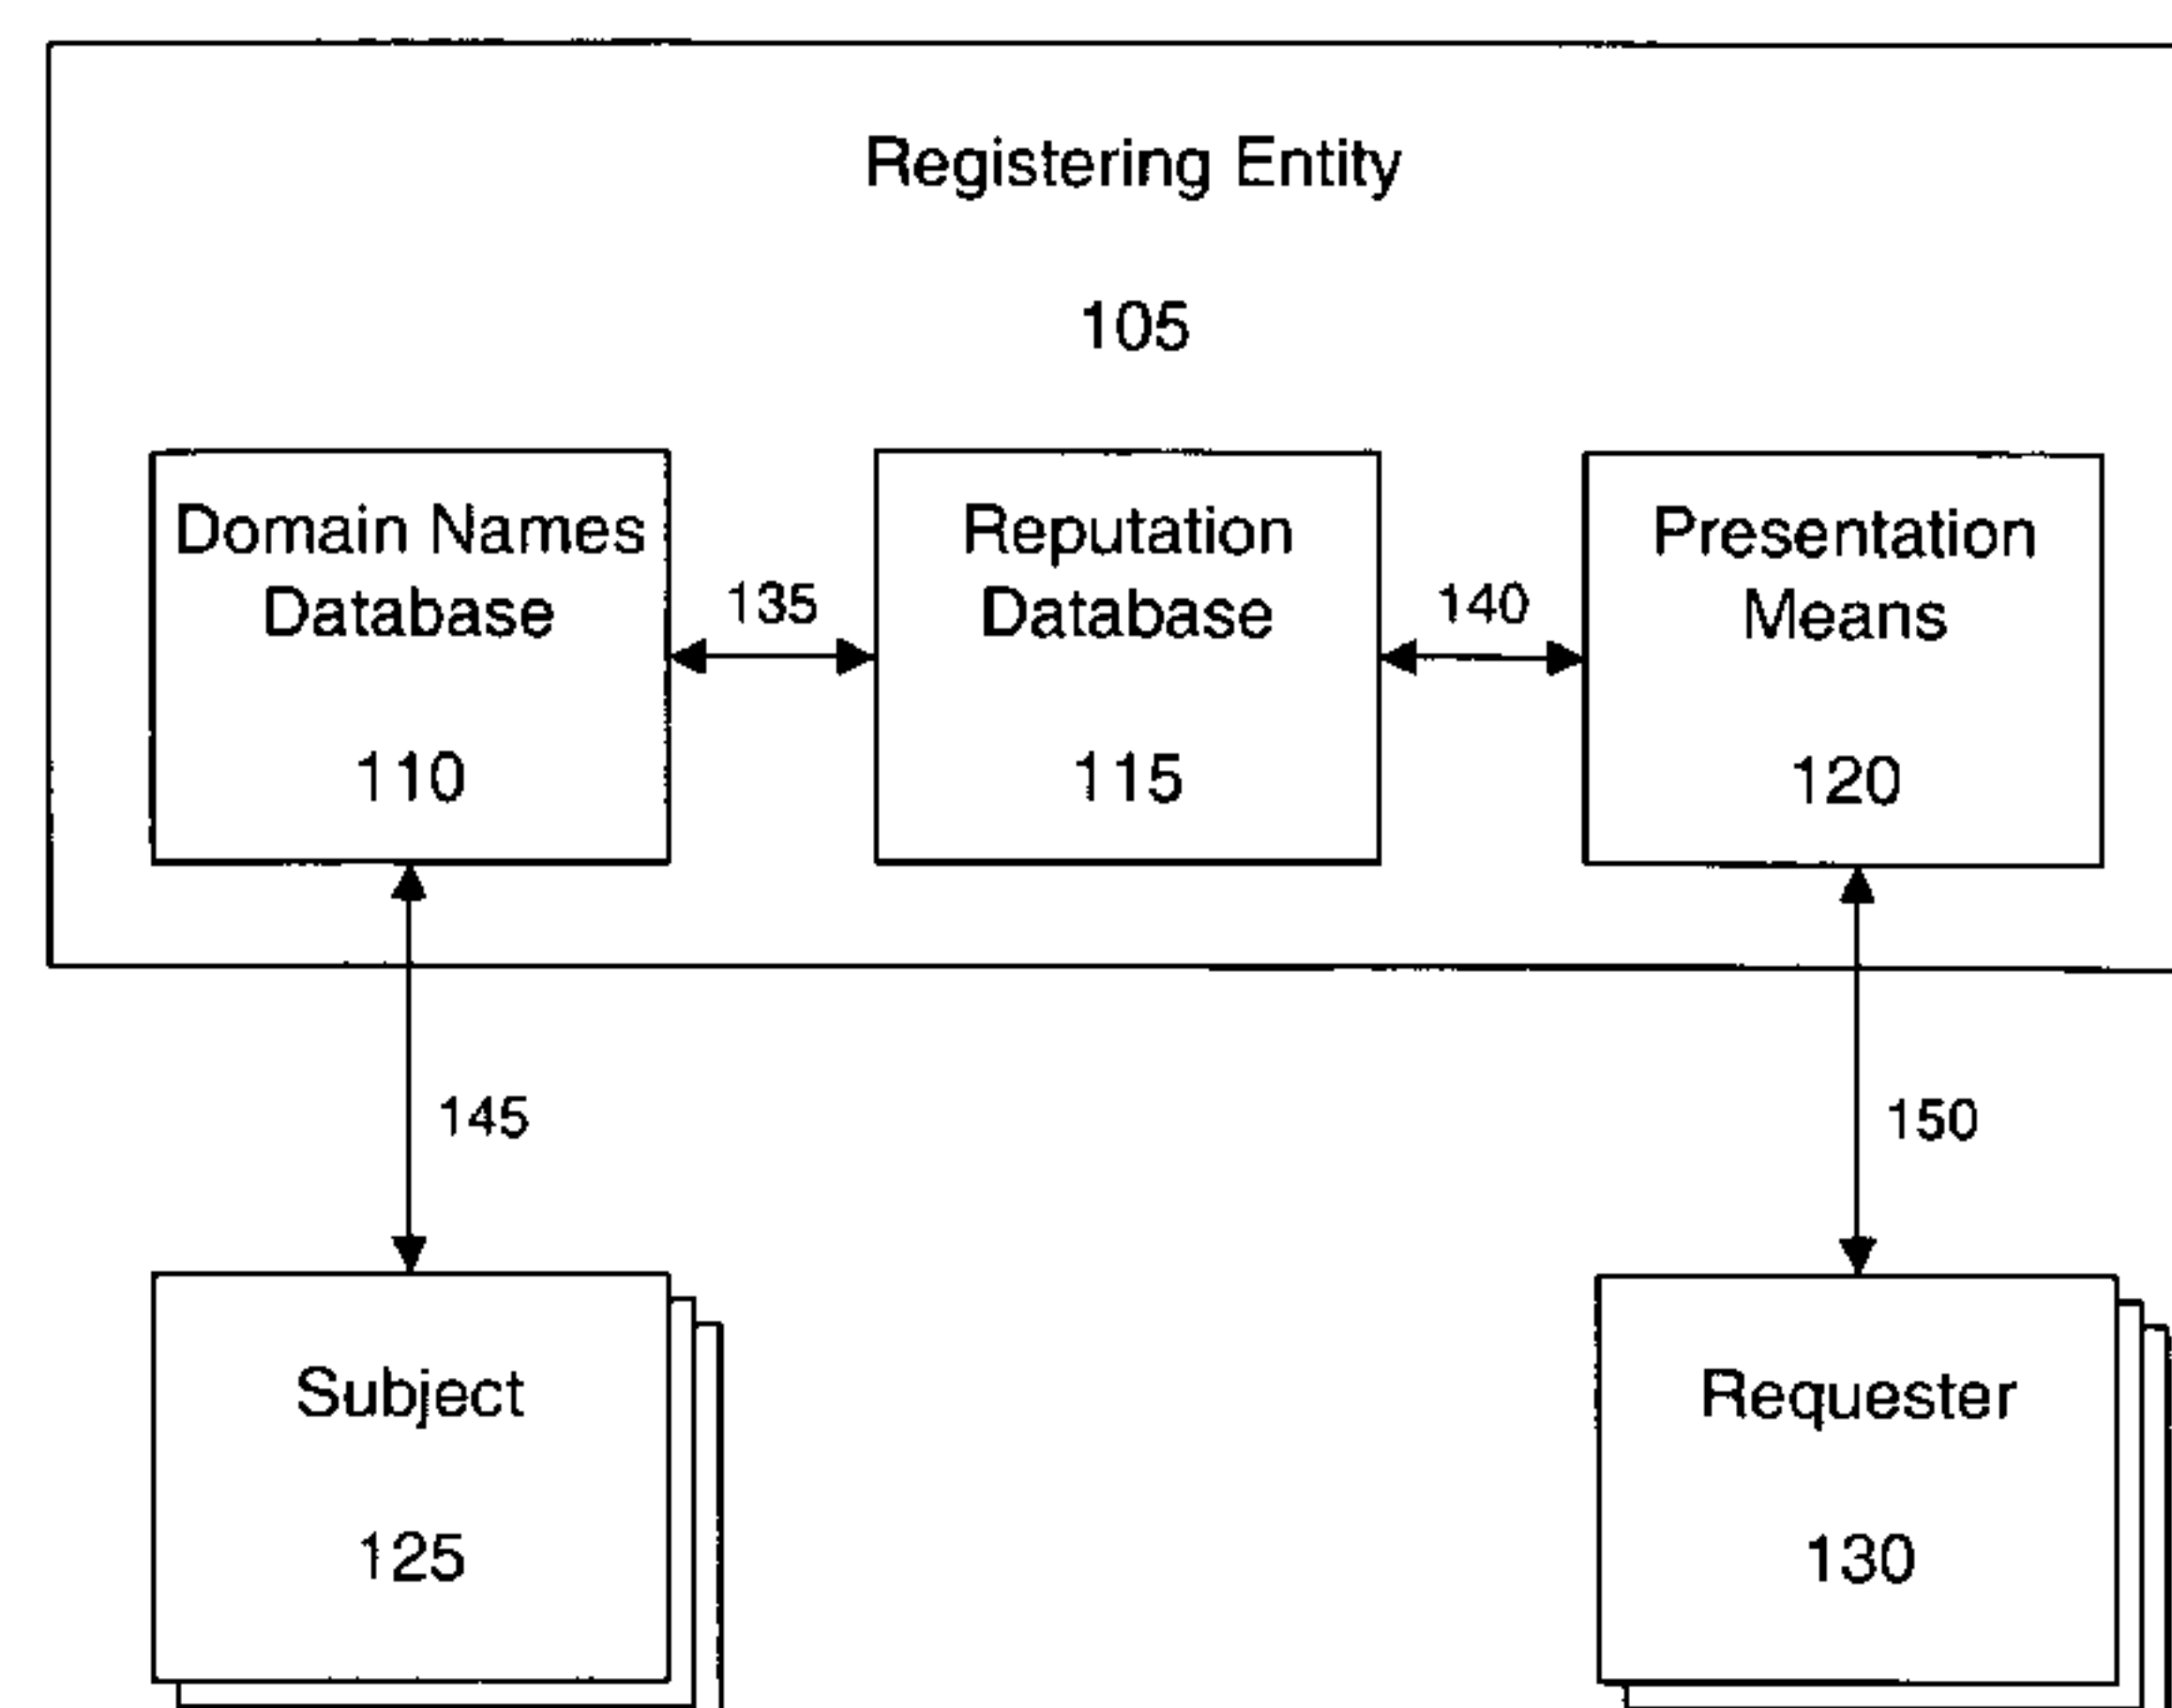 Registering Entity
105
Domain Names
Database
110
135
Reputation
Database
115
140
Presentation
Means
120
145
150
Subject
125
Requester
130